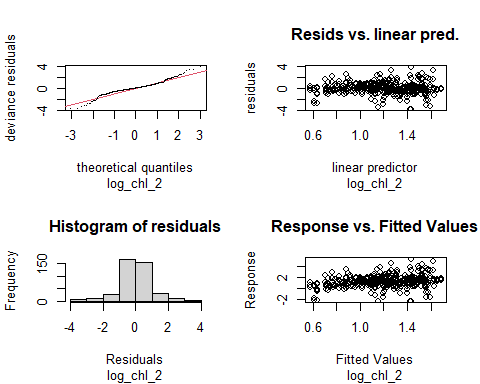 deviance residuals
4
0
-4
-3
-1
0
1
2
3
theoretical quantiles
log_chl_2
Resids vs. linear pred.
residuals
4
0
-4
0.6
1.0
1.4
linear predictor
log_chl_2
Histogram of residuals
Frequency
150
0
-4
-2
0
2
4
Residuals
log_chl_2
Response vs. Fitted Values
Response
2
-2
0.6
1.0
1.4
Fitted Values
log_chl_2